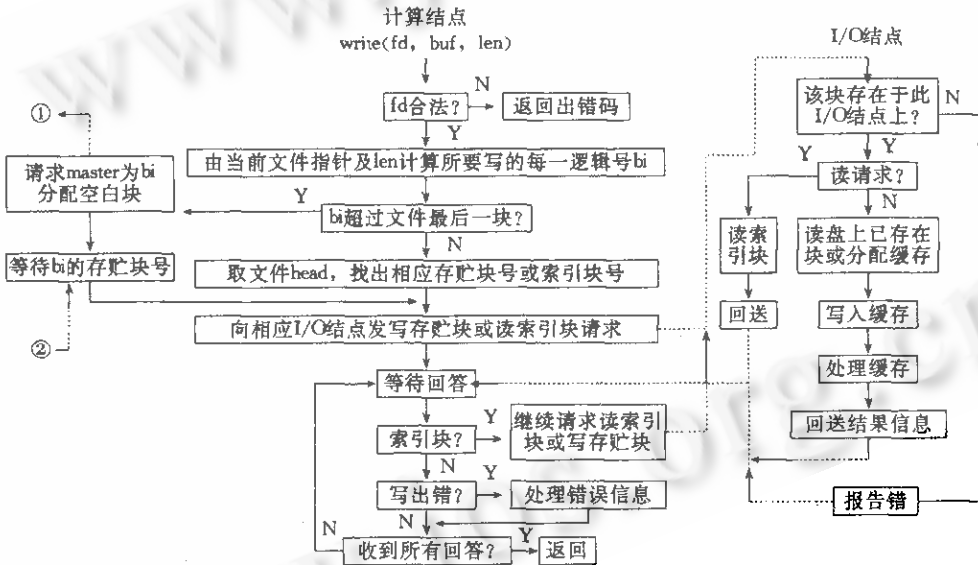 计算结点
write(fd, buf, len)
fd合法?
N
返回出错码
Y
由当前文件指针及len计算所要写的每一逻辑号bi
bi超过文件最后一块?
Y
N
①
请求master为bi
分配空白块
等待bi的存贮块号
②
取文件head, 找出相应存贮块号或索引块号
向相应I/O结点发写存贮块或读索引块请求
等待回答
索引块?
Y
继续请求读索引
块或写存贮块
N
写出错?
Y
处理错误信息
N
N
收到所有回答?
Y
返回
I/O结点
该块存在于此
I/O结点上?
N
Y
Y
读请求?
N
读索
引块
回送
读盘上已存在
块或分配缓存
写入缓存
处理缓存
回送结果信息
报告错